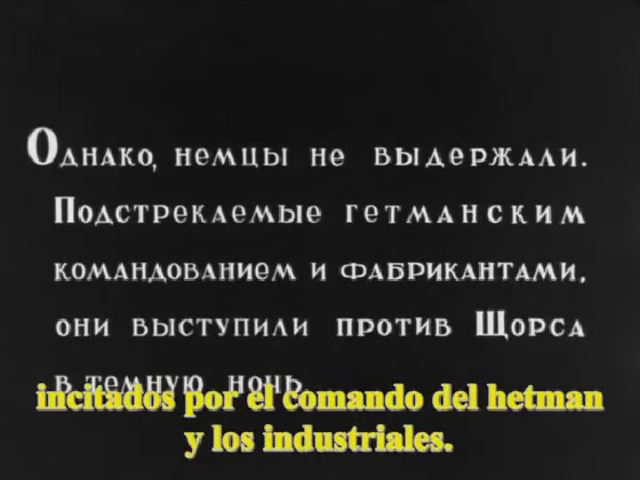 Однако, немцы не выдержали.
Подстрекаемые гетманским
командованием и фабрикантами,
они выступили против Щорса
в темную ночь
incitados por el comando del hetman
y los industriales.